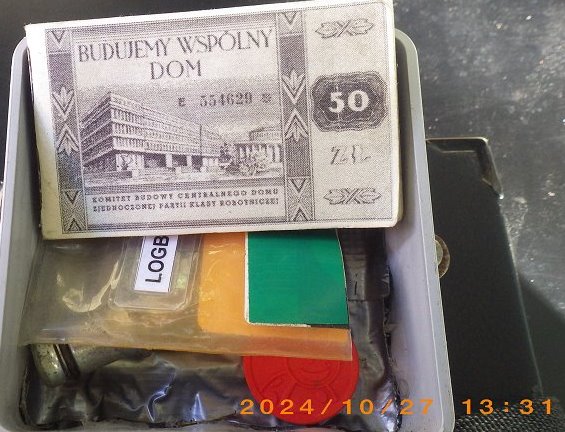 BUDUJEMY WSPÓLNY
DOM
E 554629 *
50
ZŁ
KOMITET BUDOWY CENTRALNEGO DOMU
ZJEDNOCZONEJ PARTII KLASY ROBOTNICZEJ
LOGB
2024/10/27 13:31